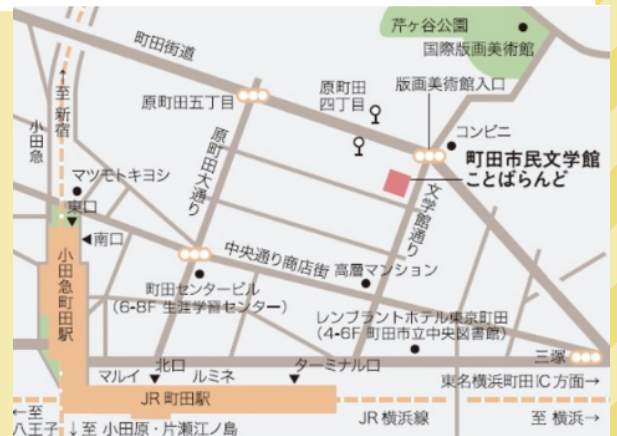 芹ヶ谷公園
国際版画美術館
町田街道
↑至 新宿
小田急
原町田五丁目
原町田
四丁目
版画美術館入口
コンビニ
町田市民文学館
ことばらんど
マツモトキヨシ
原町田大通り
文学館通り
東口
南口
小田急町田駅
中央通り商店街
高層マンション
町田センタービル
(6-8F 生涯学習センター)
レンブラントホテル東京町田
(4-6F 町田市立中央図書館)
三塚
北口
マルイ
ルミネ
ターミナル口
東名横浜町田IC 方面→
JR 町田駅
←至
八王子
↓至 小田原・片瀬江ノ島
JR 横浜線
至 横浜→